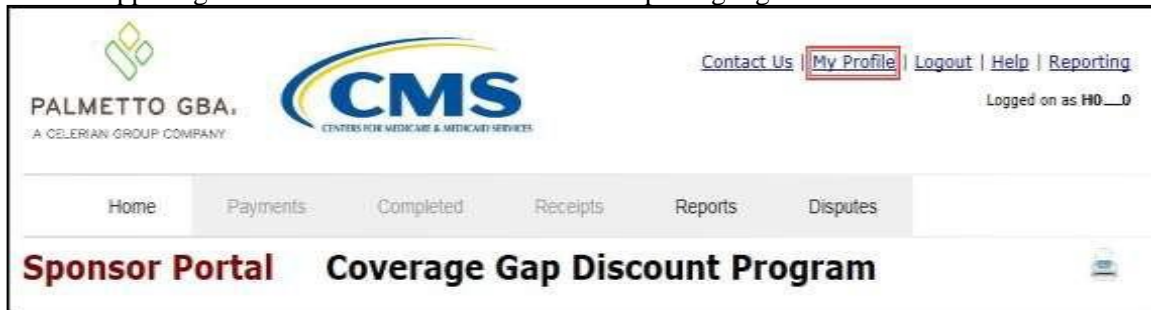 Contact Us | My Profile | Logout | Help | Reporting
Logged on as H0__0
PALMETTO GBA.
A CELERIAN GROUP COMPANY
CMS
CENTERS FOR MEDICARE & MEDICAID SERVICES
Home Payments Completed Receipts Reports Disputes
Sponsor Portal Coverage Gap Discount Program